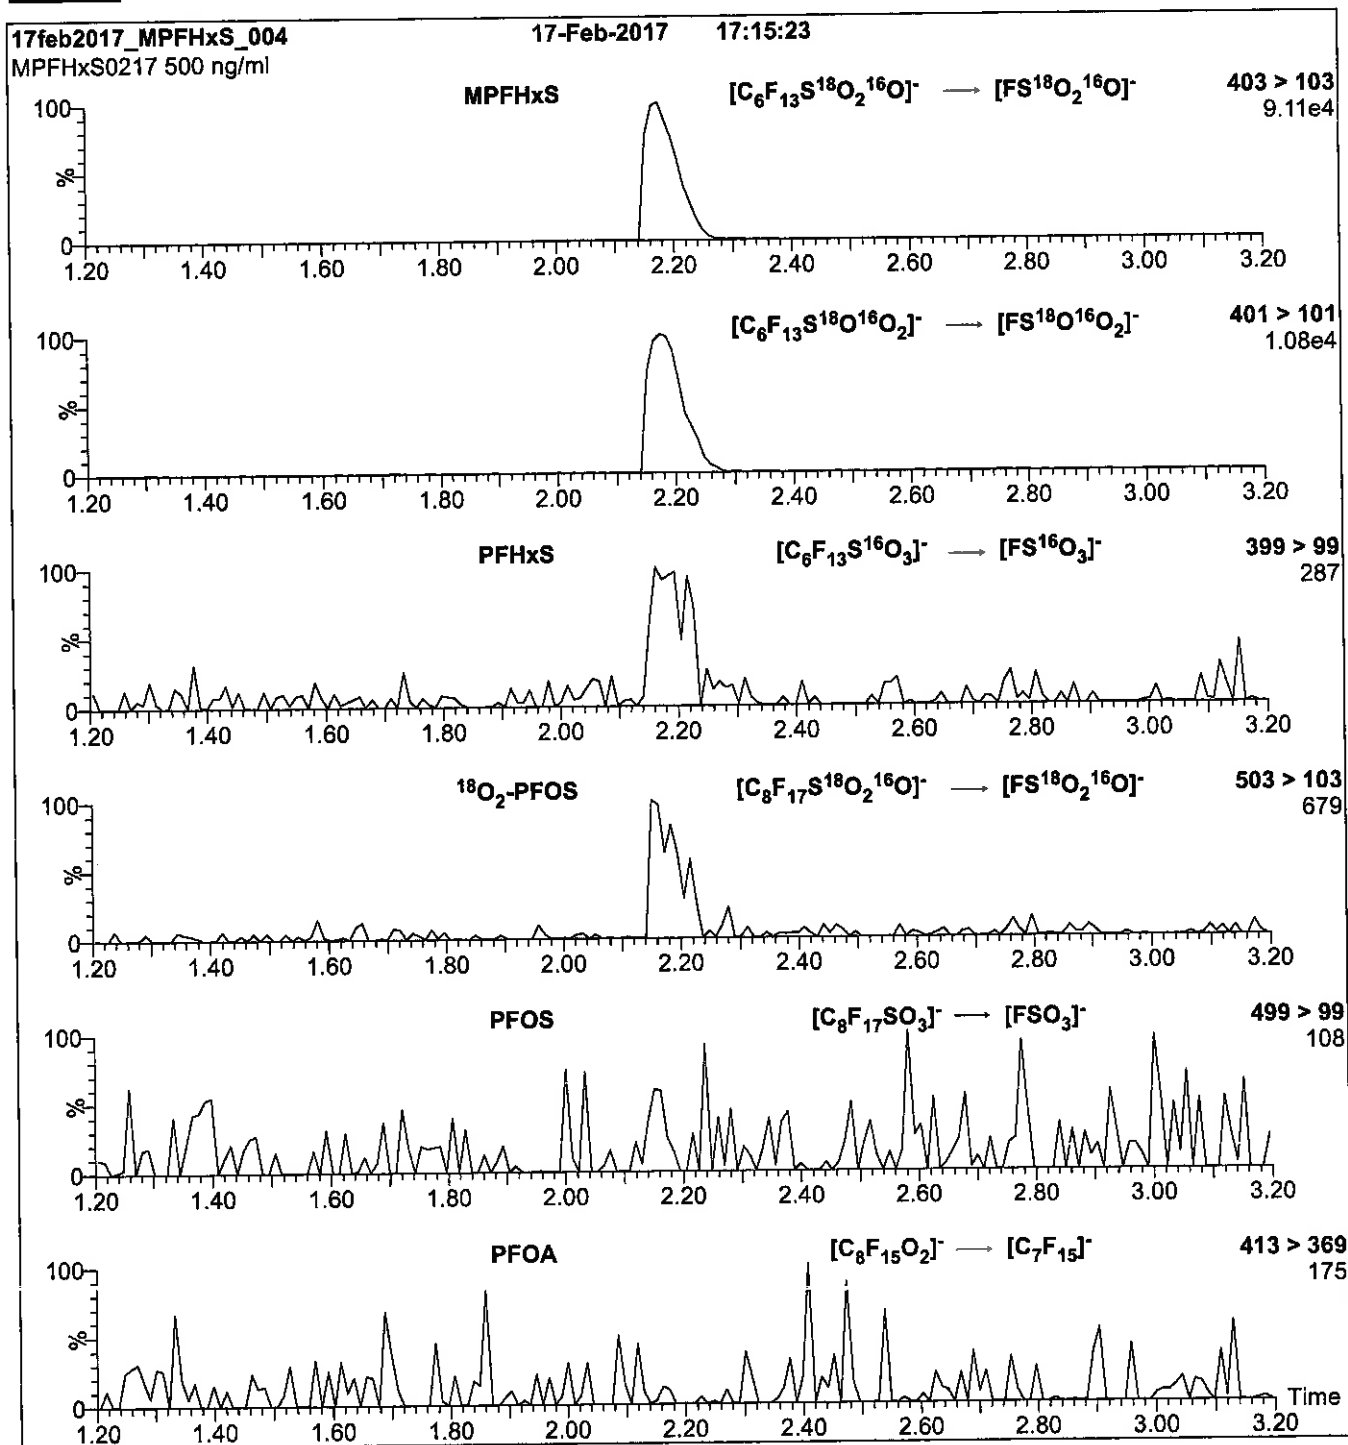 17feb2017_MPFHxS_004 17-Feb-2017 17:15:23
MPFHxS0217 500 ng/ml
MPFHxS [C₆F₁₃S¹⁸O₂¹⁶O]⁻ → [FS¹⁸O₂¹⁶O]⁻ 403 > 103
9.11e4
100
%
0
1.20 1.40 1.60 1.80 2.00 2.20 2.40 2.60 2.80 3.00 3.20
[C₆F₁₃S¹⁸O¹⁶O₂]⁻ → [FS¹⁸O¹⁶O₂]⁻ 401 > 101
1.08e4
100
%
0
1.20 1.40 1.60 1.80 2.00 2.20 2.40 2.60 2.80 3.00 3.20
PFHxS [C₆F₁₃S¹⁶O₃]⁻ → [FS¹⁶O₃]⁻ 399 > 99
287
100
%
0
1.20 1.40 1.60 1.80 2.00 2.20 2.40 2.60 2.80 3.00 3.20
¹⁸O₂-PFOS [C₈F₁₇S¹⁸O₂¹⁶O]⁻ → [FS¹⁸O₂¹⁶O]⁻ 503 > 103
679
100
%
0
1.20 1.40 1.60 1.80 2.00 2.20 2.40 2.60 2.80 3.00 3.20
PFOS [C₈F₁₇SO₃]⁻ → [FSO₃]⁻ 499 > 99
108
100
%
0
1.20 1.40 1.60 1.80 2.00 2.20 2.40 2.60 2.80 3.00 3.20
PFOA [C₈F₁₅O₂]⁻ → [C₇F₁₅]⁻ 413 > 369
175
100
%
0
Time
1.20 1.40 1.60 1.80 2.00 2.20 2.40 2.60 2.80 3.00 3.20